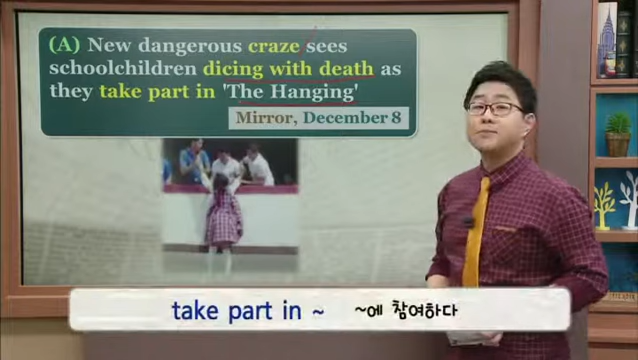 (A) New dangerous craze sees
schoolchildren dicing with death as
they take part in 'The Hanging'
Mirror, December 8
take part in ~ ~에 참여하다